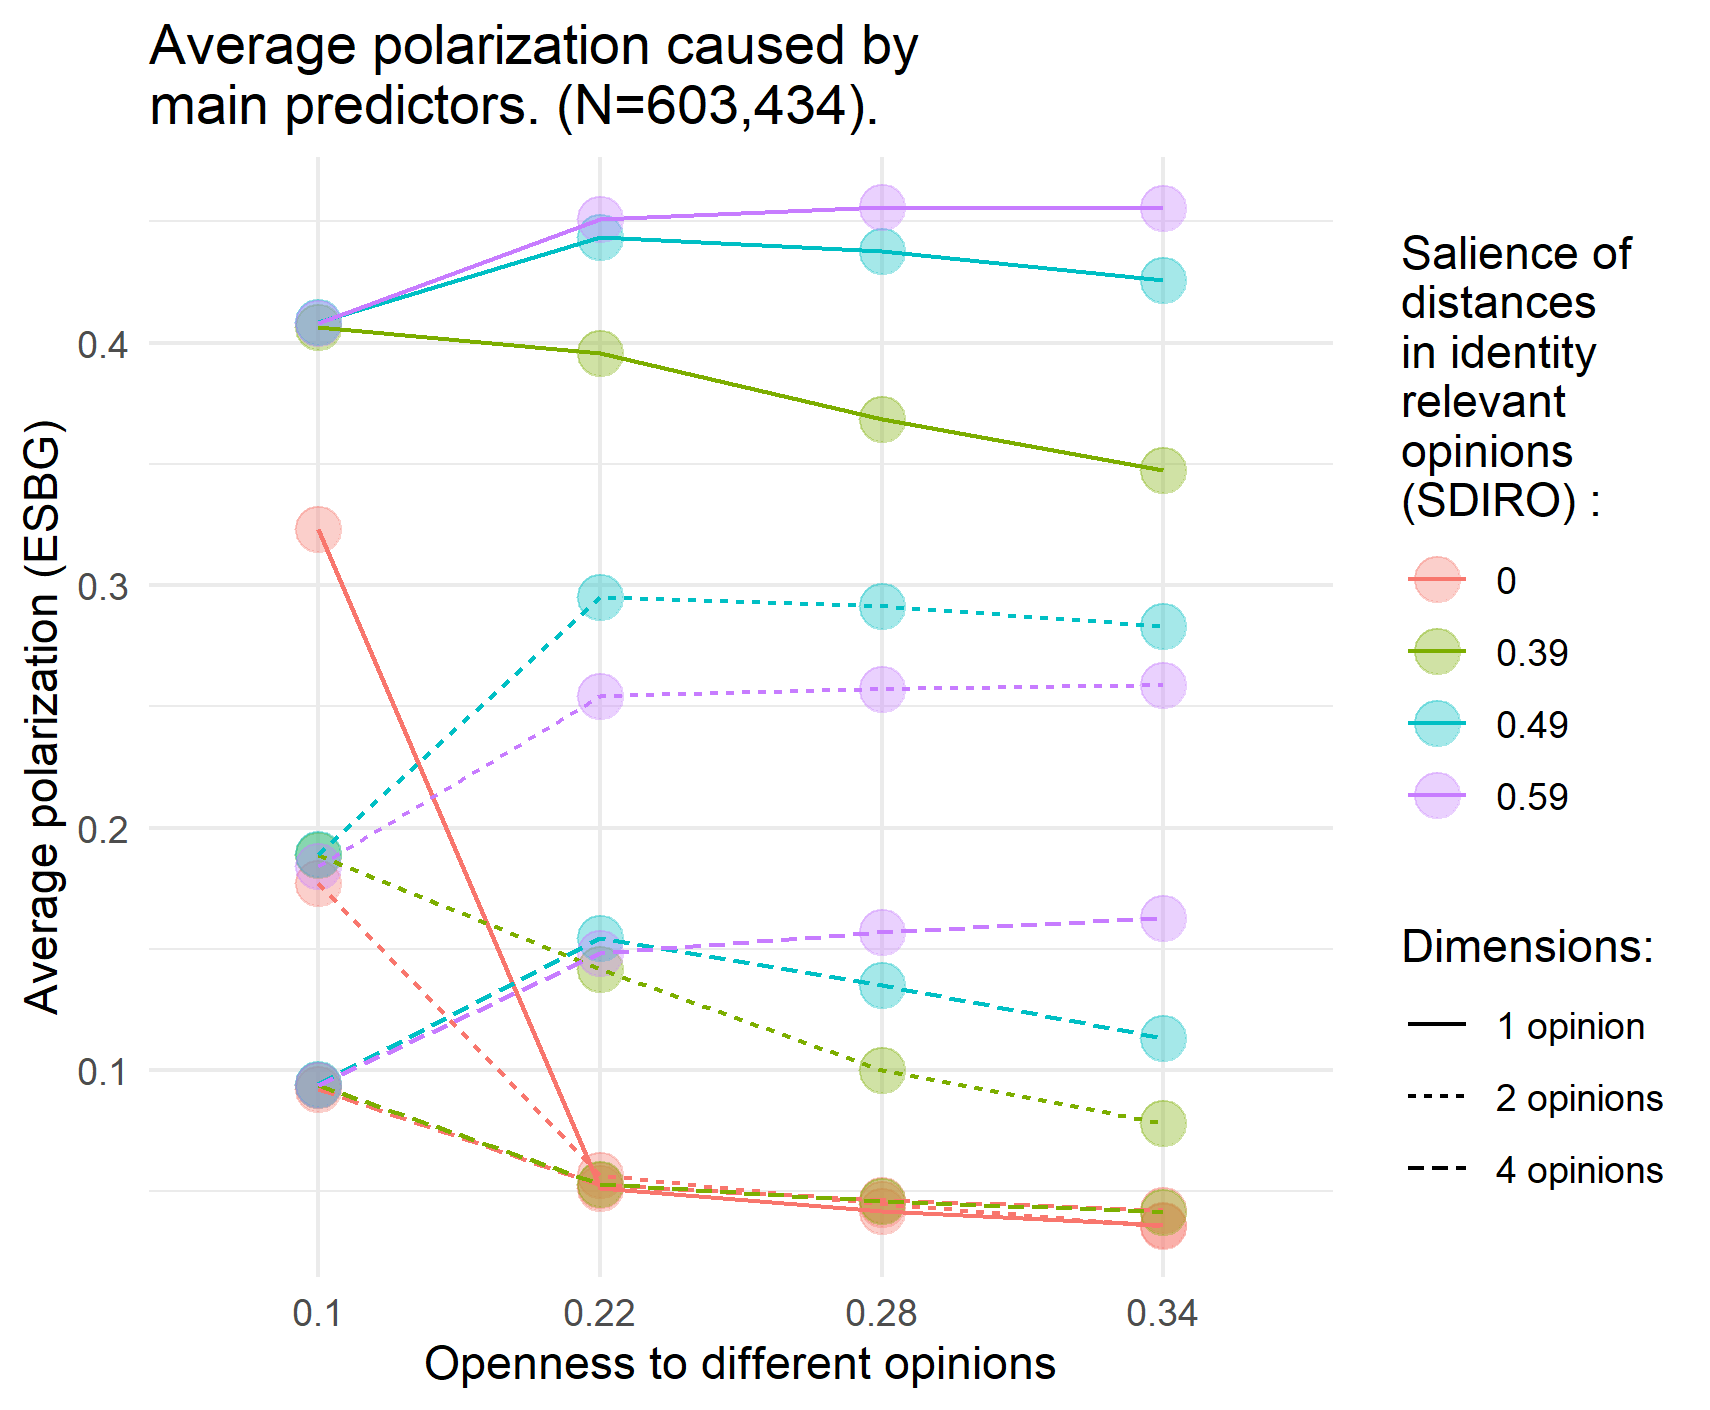 Average polarization caused by
main predictors. (N=603,434).
Average polarization (ESBG)
0.4
0.3
0.2
0.1
0.1
0.22
0.28
0.34
Openness to different opinions
Salience of
distances
in identity
relevant
opinions
(SDIRO) :
0
0.39
0.49
0.59
Dimensions:
1 opinion
2 opinions
4 opinions